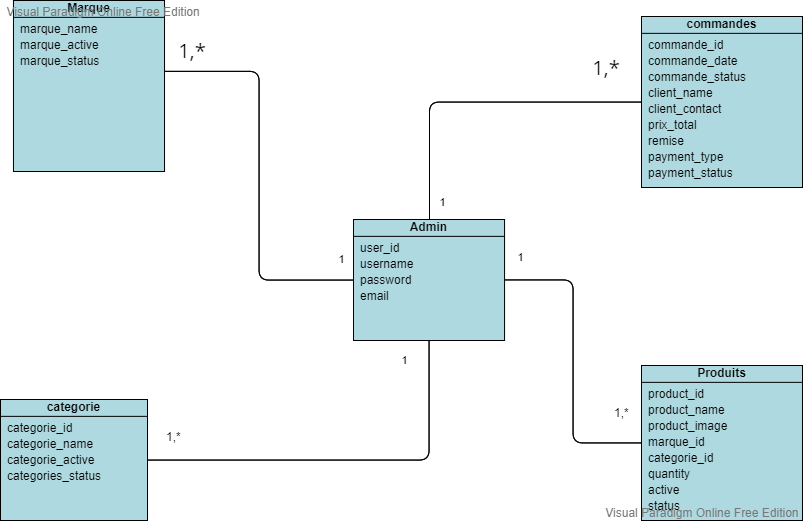 Marque
Visual Paradigm Online Free Edition
marque_name
marque_active
marque_status
1,*
commandes
commande_id
commande_date
commande_status
client_name
client_contact
prix_total
remise
payment_type
payment_status
1,*
1
Admin
user_id
username
password
email
1
1
1
categorie
categorie_id
categorie_name
categorie_active
categories_status
1,*
Produits
product_id
product_name
product_image
marque_id
categorie_id
quantity
active
status
1,*
Visual Paradigm Online Free Edition